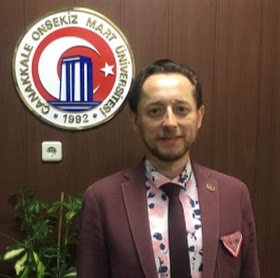 ÇANAKKALE ONSEKİZ MART ÜNİVERSİTESİ
• 1992 •